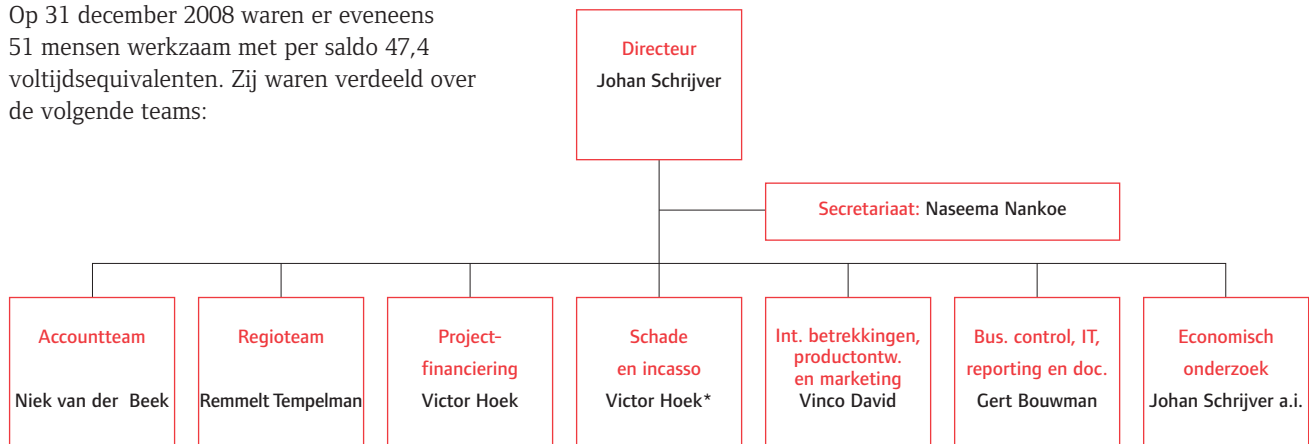 Op 31 december 2008 waren er eveneens
51 mensen werkzaam met per saldo 47,4
voltijdsequivalenten. Zij waren verdeeld over
de volgende teams:
Directeur
Johan Schrijver
Secretariaat: Naseema Nankoe
Accountteam
Niek van der Beek
Regioteam
Remmelt Tempelman
Project-
financiering
Victor Hoek
Schade
en incasso
Victor Hoek*
Int. betrekkingen,
productontw.
en marketing
Vinco David
Bus. control, IT,
reporting en doc.
Gert Bouwman
Economisch
onderzoek
Johan Schrijver a.i.